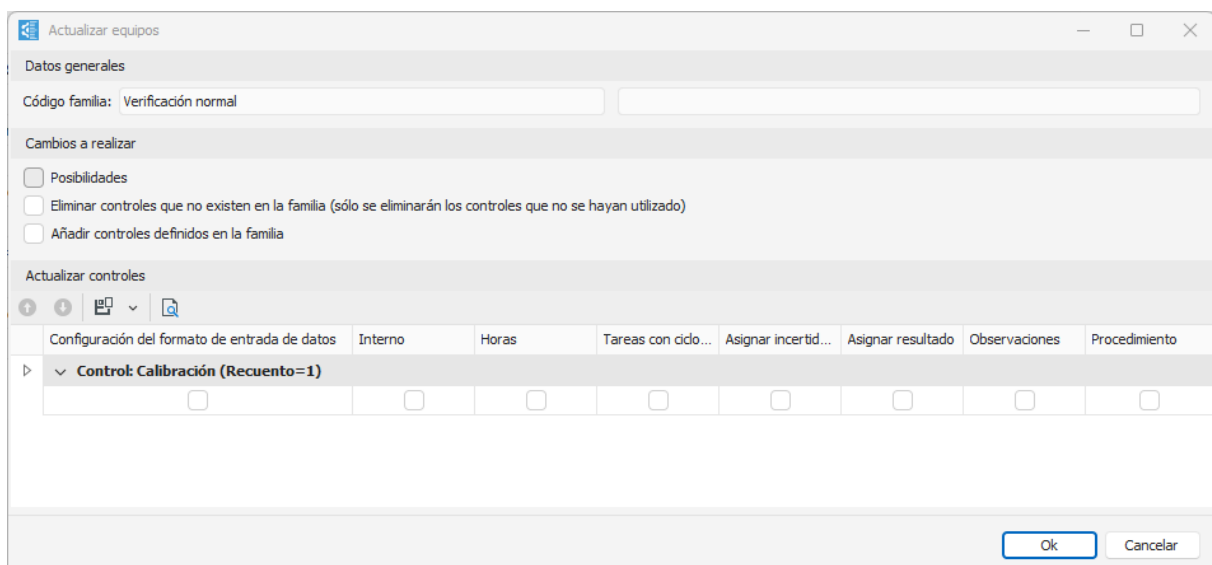 Actualizar equipos
Datos generales
Código familia: Verificación normal
Cambios a realizar
Posibilidades
Eliminar controles que no existen en la familia (sólo se eliminarán los controles que no se hayan utilizado)
Añadir controles definidos en la familia
Actualizar controles
Configuración del formato de entrada de datos Interno Horas Tareas con ciclo... Asignar incertid... Asignar resultado Observaciones Procedimiento
Control: Calibración (Recuento=1)
Ok Cancelar